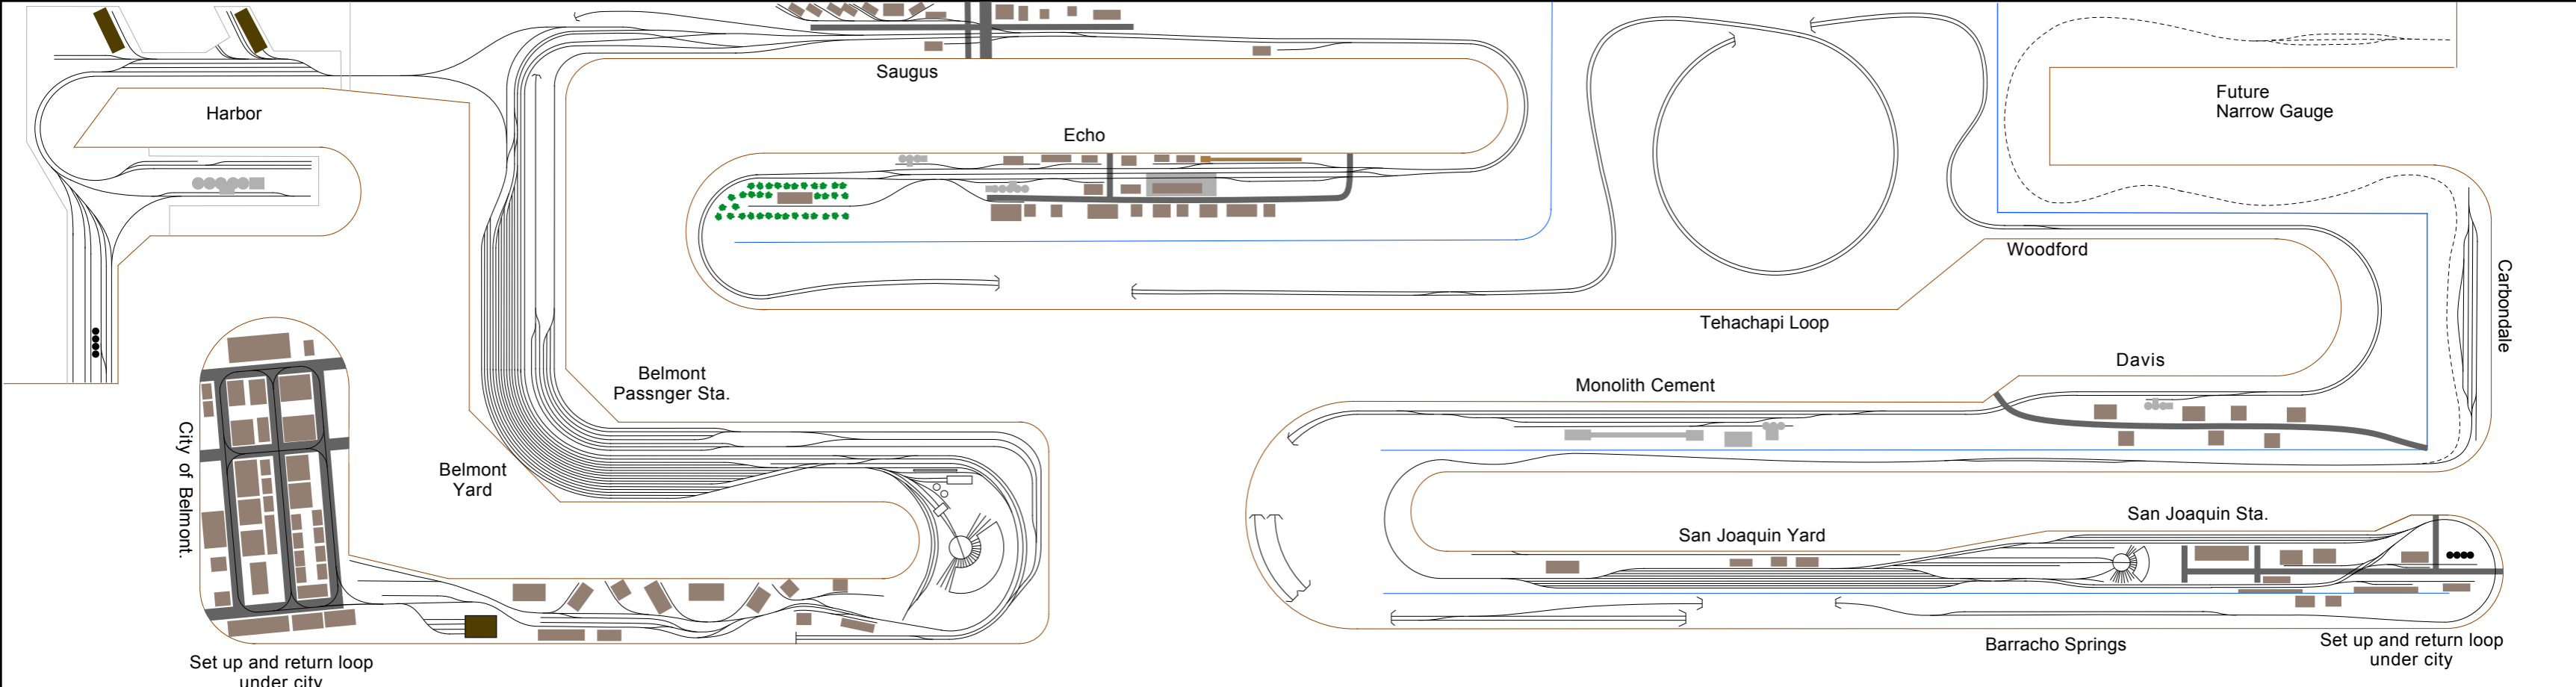 Saugus
Harbor
Echo
Future
Narrow Gauge
Woodford
Carbondale
Tehachapi Loop
Davis
Belmont
Passnger Sta.
Monolith Cement
City of Belmont.
Belmont
Yard
San Joaquin Sta.
San Joaquin Yard
Barracho Springs
Set up and return loop
under city
Set up and return loop
under city